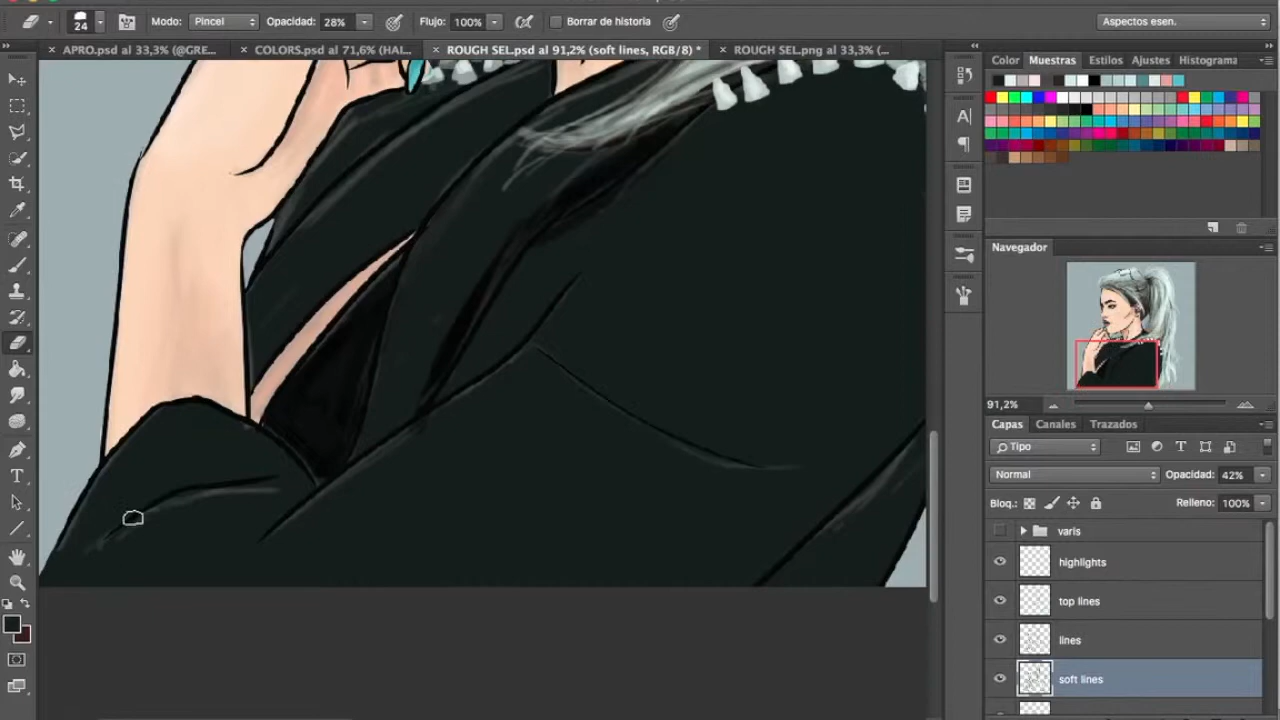 24 Modo: Pincel Opacidad: 28% Flujo: 100% Borrar de historia Aspectos esen.
APRO.psd al 33,3% (@GRE... COLORS.psd al 71,6% (HAL... ROUGH SEL.psd al 91,2% (soft lines, RGB/8) * ROUGH SEL.png al 33,3% (...
Color Muestras Estilos Ajustes Histograma
Navegador
91,2%
Capas Canales Trazados
Tipo
Normal Opacidad: 42%
Bloq.: Relleno: 100%
varis
highlights
top lines
lines
soft lines